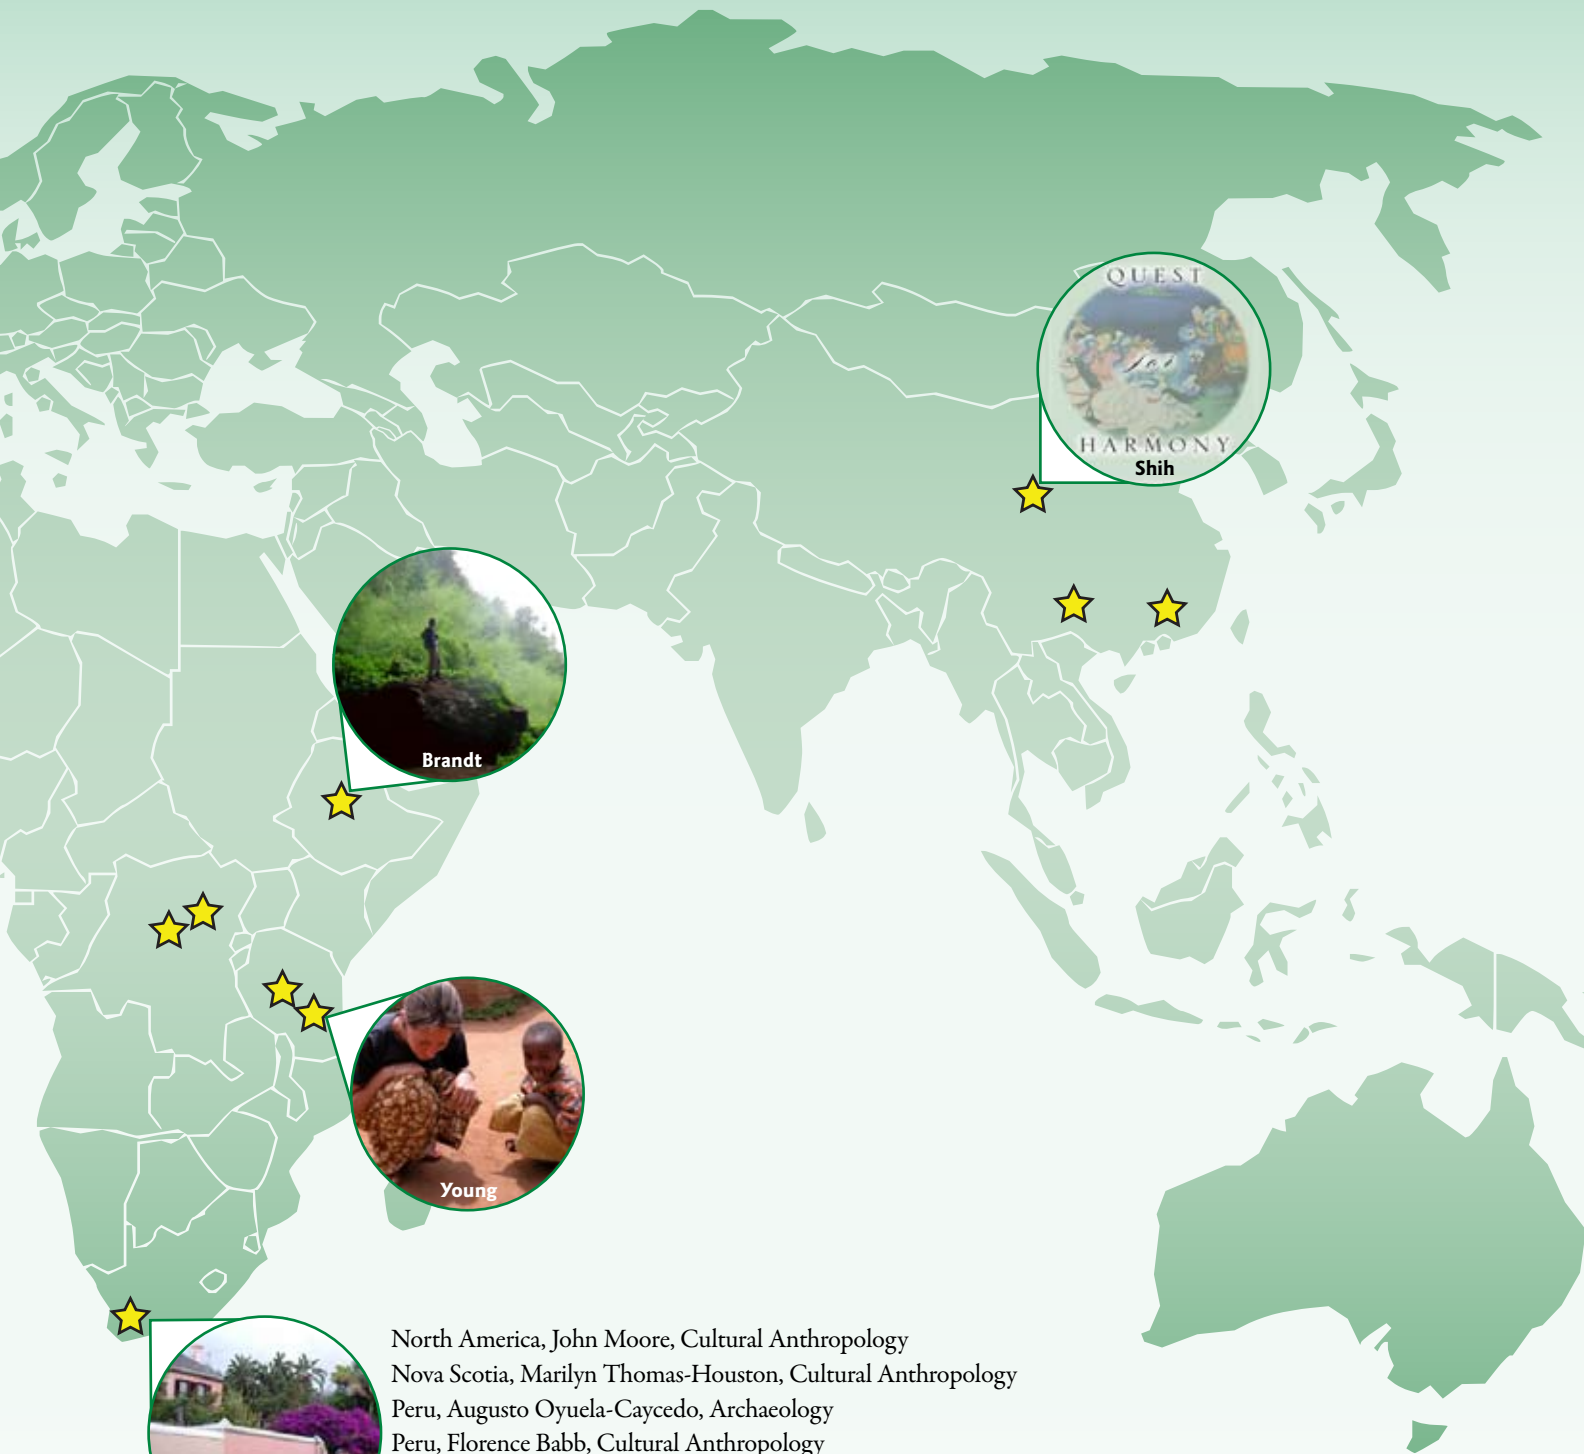 QUEST
for
HARMONY
Shih
Brandt
Young
North America, John Moore, Cultural Anthropology
Nova Scotia, Marilyn Thomas-Houston, Cultural Anthropology
Peru, Augusto Oyuela-Caycedo, Archaeology
Peru, Florence Babb, Cultural Anthropology